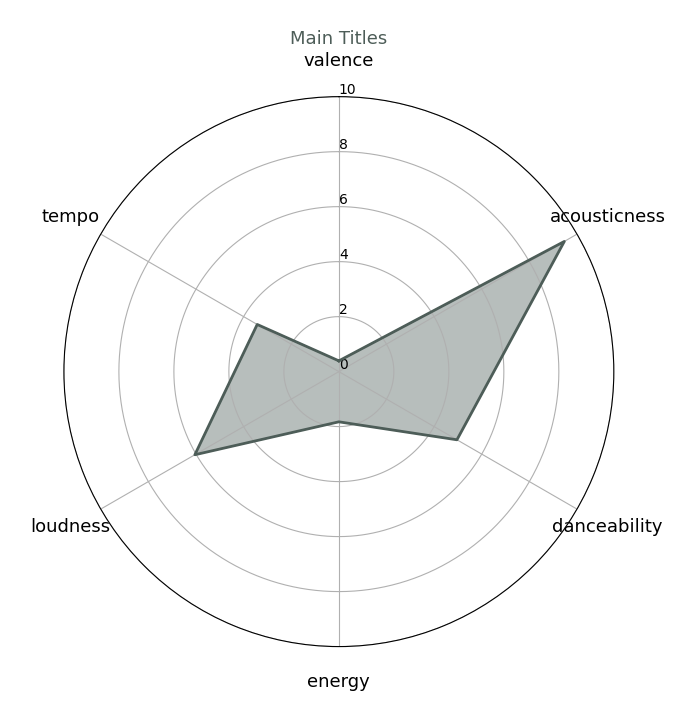 Main Titles
valence
10
8
tempo
6
acousticness
4
2
0
loudness
danceability
energy